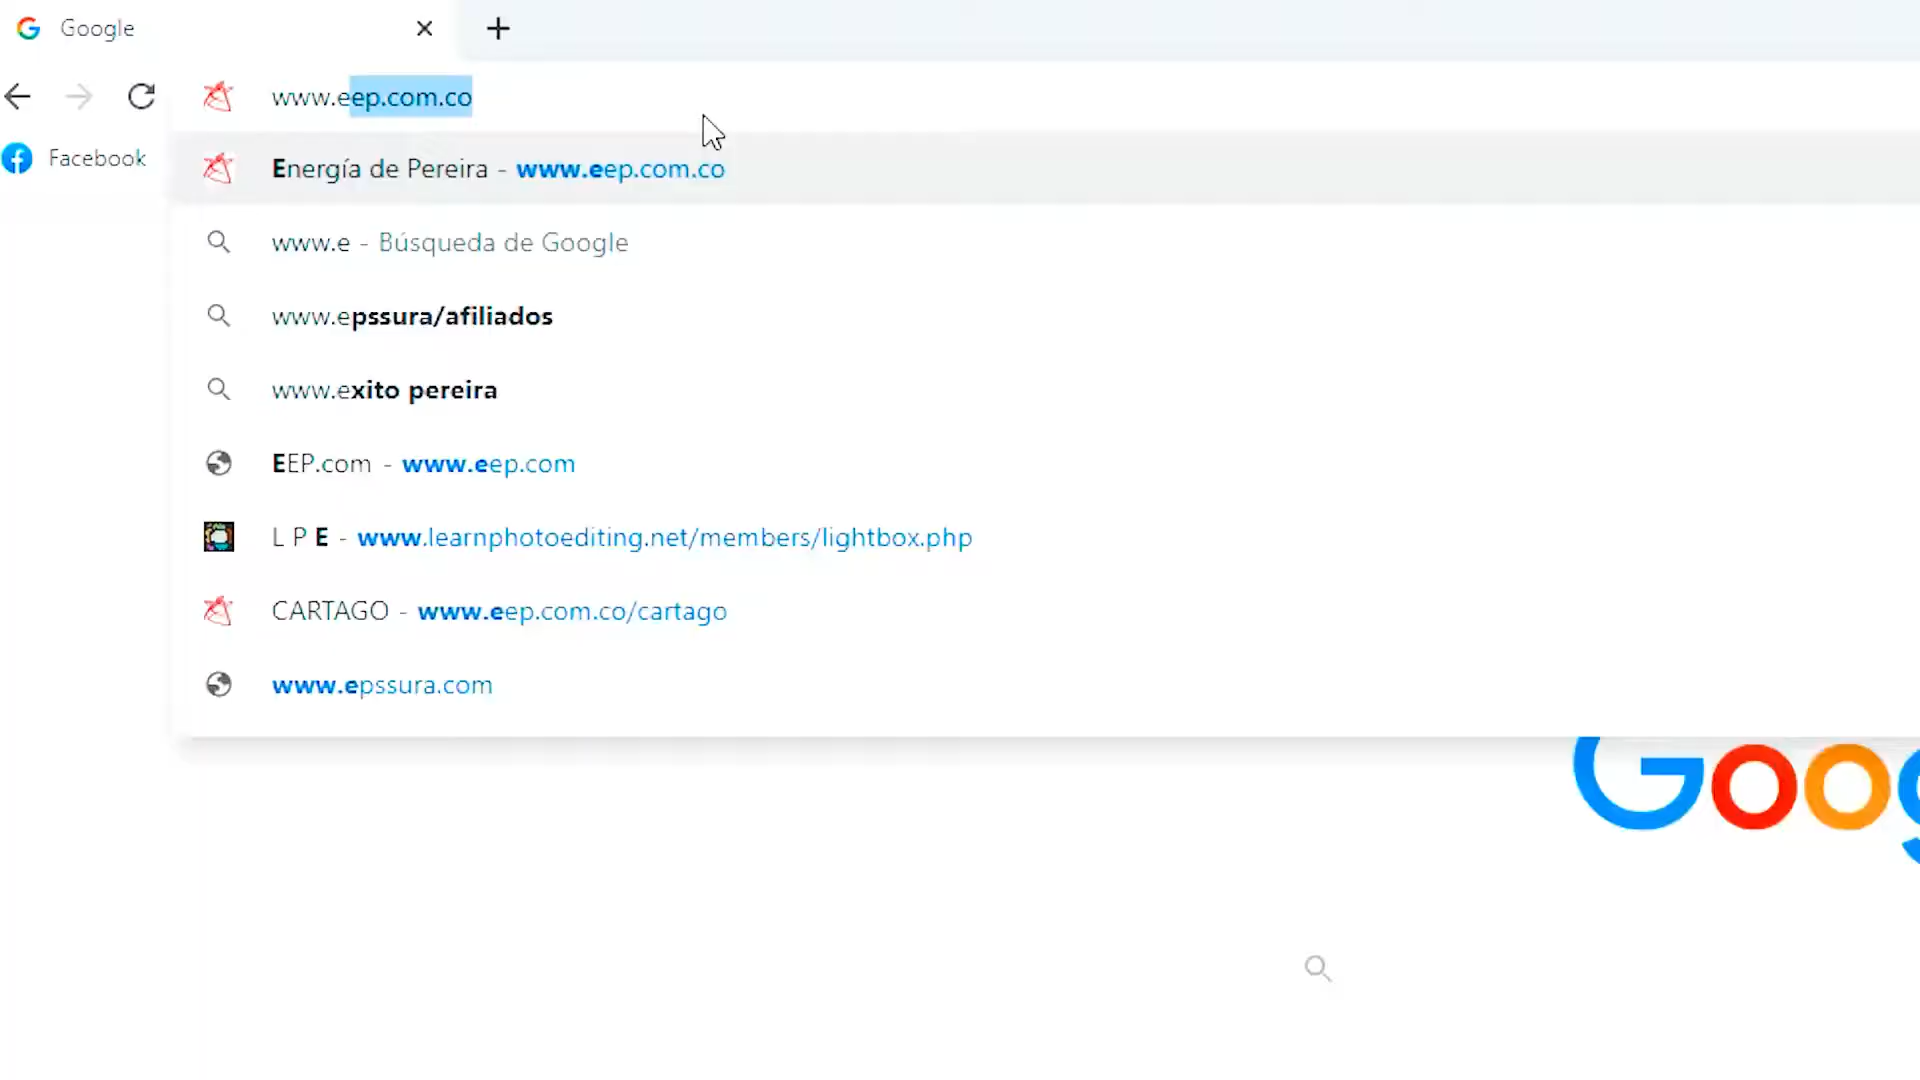 Google
www.eep.com.co
Facebook
Energía de Pereira - www.eep.com.co
www.e - Búsqueda de Google
www.epssura/afiliados
www.exito pereira
EEP.com - www.eep.com
L P E - www.learnphotoediting.net/members/lightbox.php
CARTAGO - www.eep.com.co/cartago
www.epssura.com
Goog